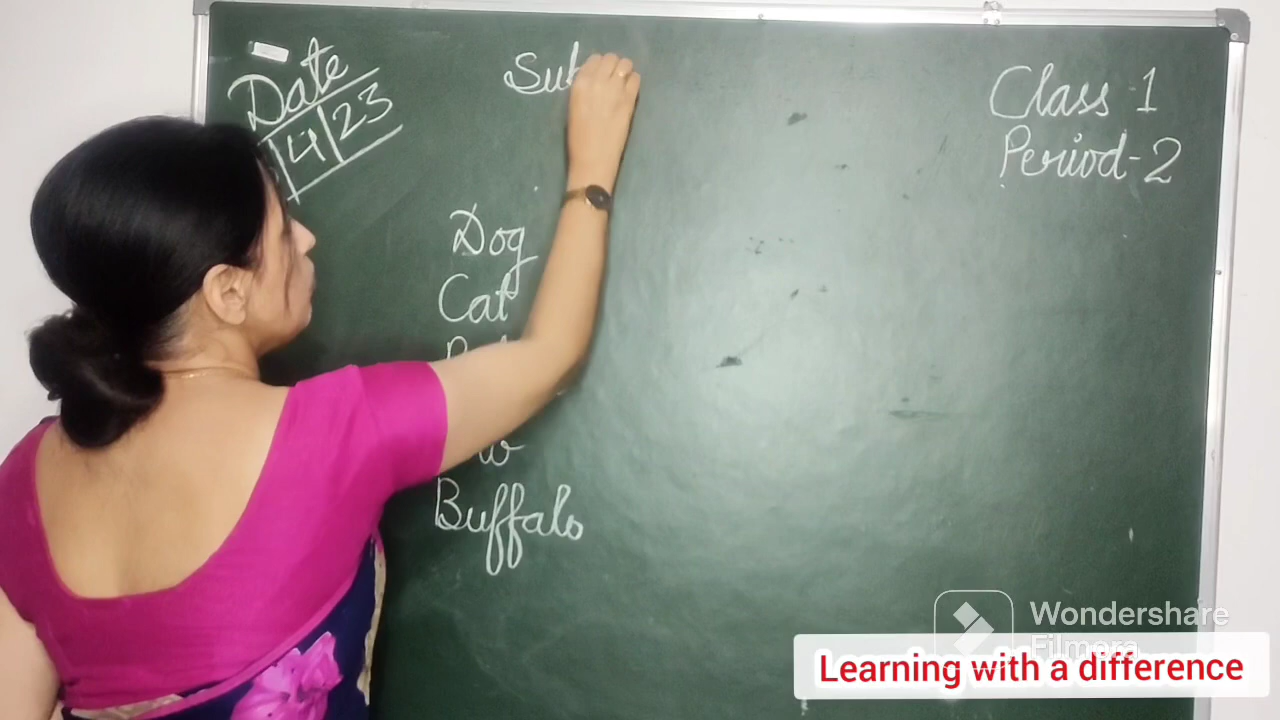 Date
4 23
Sub
Class - 1
Period - 2
Dog
Cat
Buffalo
Wondershare
Filmora
Learning with a difference